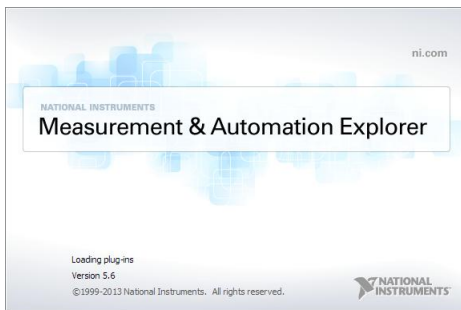 ni.com
NATIONAL INSTRUMENTS
Measurement & Automation Explorer
Loading plug-ins
Version 5.6
©1999-2013 National Instruments. All rights reserved.
NATIONAL
INSTRUMENTS